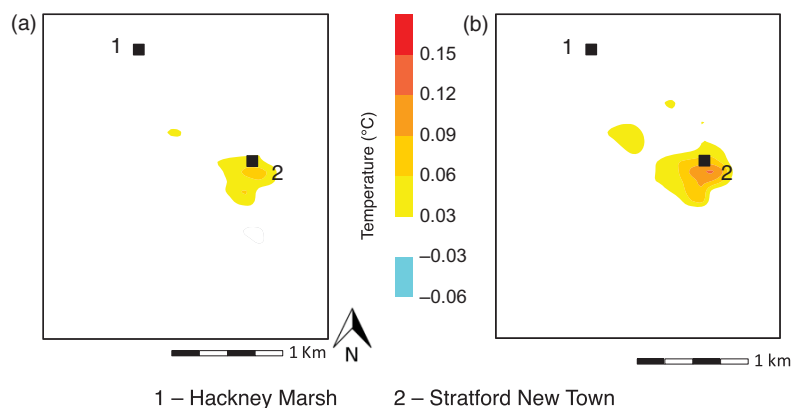 (a)
1
2
1 Km
Temperature (°C)
0.15
0.12
0.09
0.06
0.03
–0.03
–0.06
N
(b)
1
2
1 km
1 – Hackney Marsh 2 – Stratford New Town